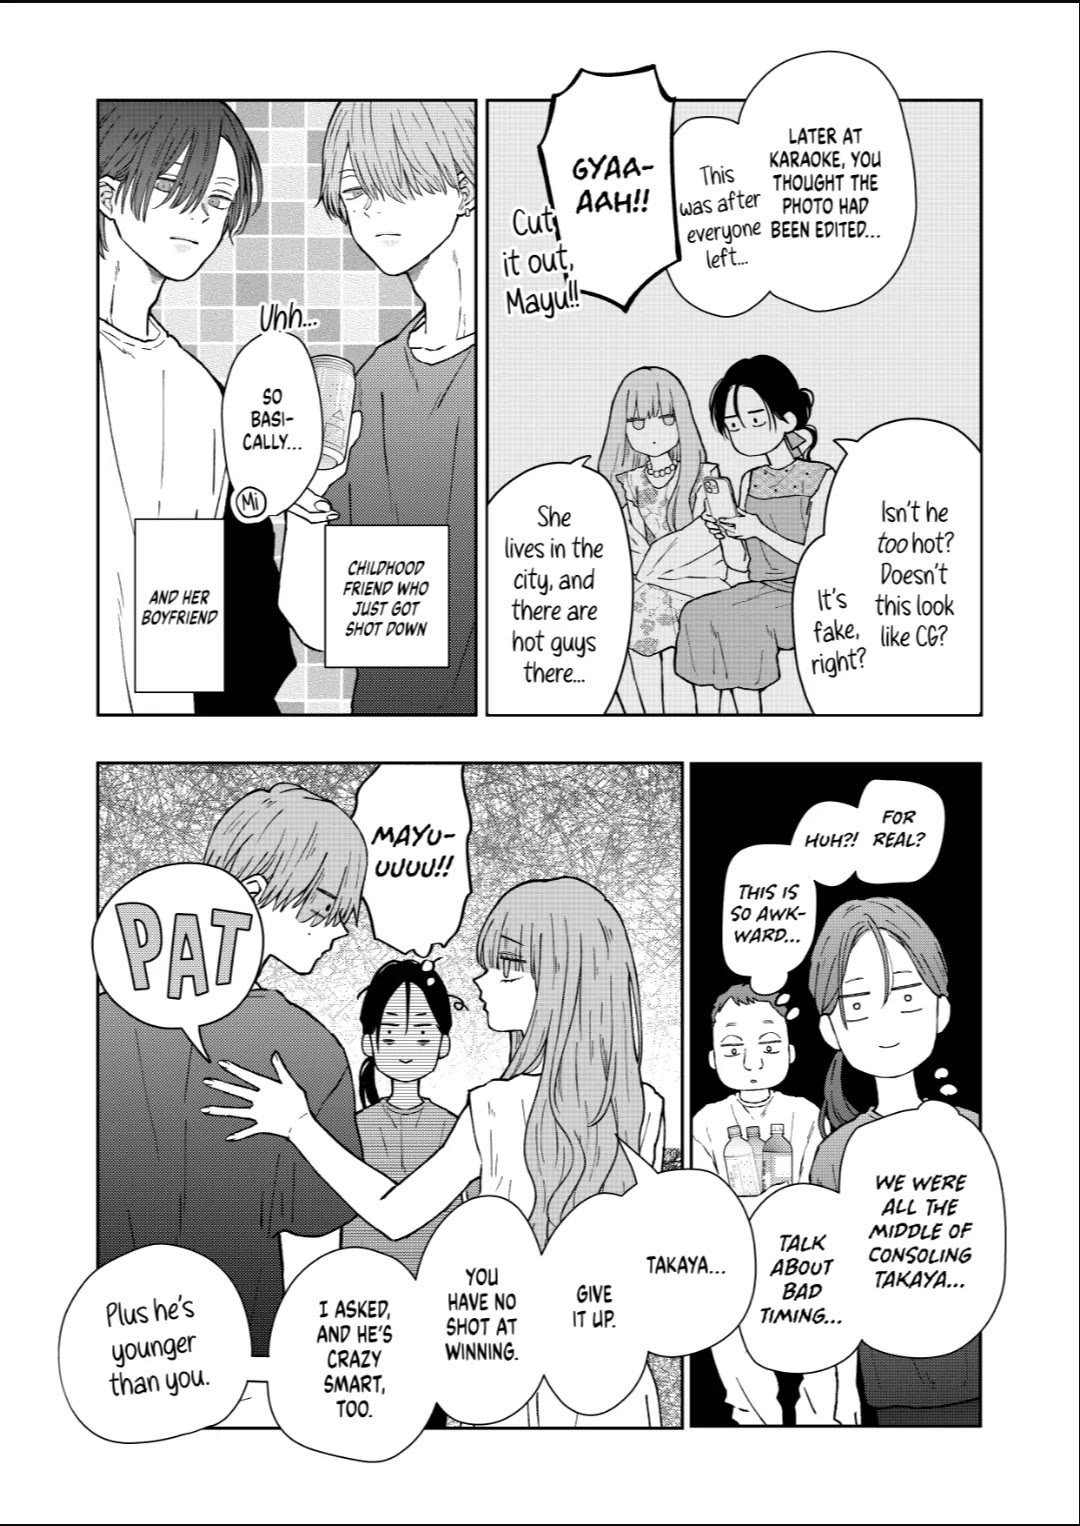 LATER AT
KARAOKE, YOU
THOUGHT THE
PHOTO HAD
BEEN EDITED...
This
was after
everyone
left...
GYAA-
AAH!!
Cut
it out,
Mayu!!
Isn't he
too hot?
Doesn't
this look
like CG?
It's
fake,
right?
She
lives in the
city, and
there are
hot guys
there...
Uhh...
SO
BASI-
CALLY...
Mi
CHILDHOOD
FRIEND WHO
JUST GOT
SHOT DOWN
AND HER
BOYFRIEND
FOR
REAL?
HUH?!
THIS IS
SO AWK-
WARD...
WE WERE
ALL THE
MIDDLE OF
CONSOLING
TAKAYA...
TALK
ABOUT
BAD
TIMING...
MAYU-
UUUU!!
PAT
TAKAYA...
GIVE
IT UP.
YOU
HAVE NO
SHOT AT
WINNING.
I ASKED,
AND HE'S
CRAZY
SMART,
TOO.
Plus he's
younger
than you.